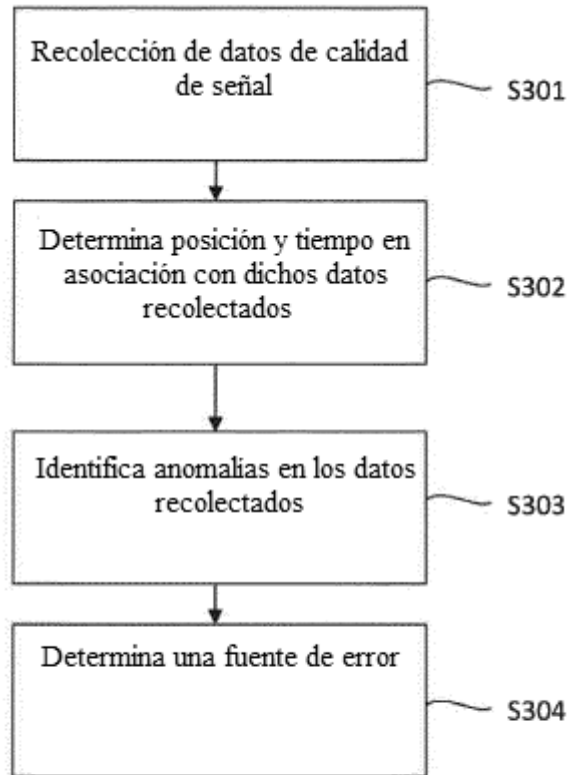 Recolección de datos de calidad
de señal
S301
Determina posición y tiempo en
asociación con dichos datos
recolectados
S302
Identifica anomalias en los datos
recolectados
S303
Determina una fuente de error
S304